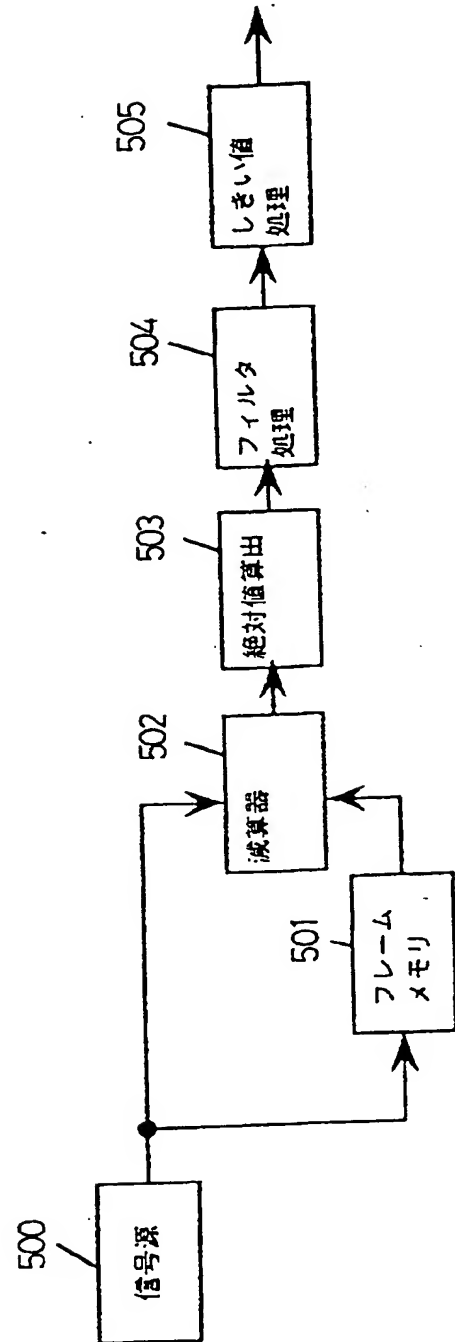 500
信号源
501
フレーム
メモリ
502
減算器
503
絶対値算出
504
フィルタ
処理
505
しきい値
処理